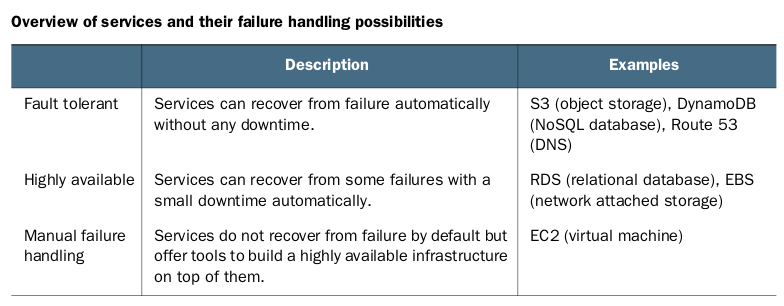 Overview of services and their failure handling possibilities
Description Examples
Fault tolerant Services can recover from failure automatically S3 (object storage), DynamoDB
without any downtime. (NoSQL database), Route 53
(DNS)
Highly available Services can recover from some failures with a RDS (relational database), EBS
small downtime automatically. (network attached storage)
Manual failure Services do not recover from failure by default but EC2 (virtual machine)
handling offer tools to build a highly available infrastructure
on top of them.